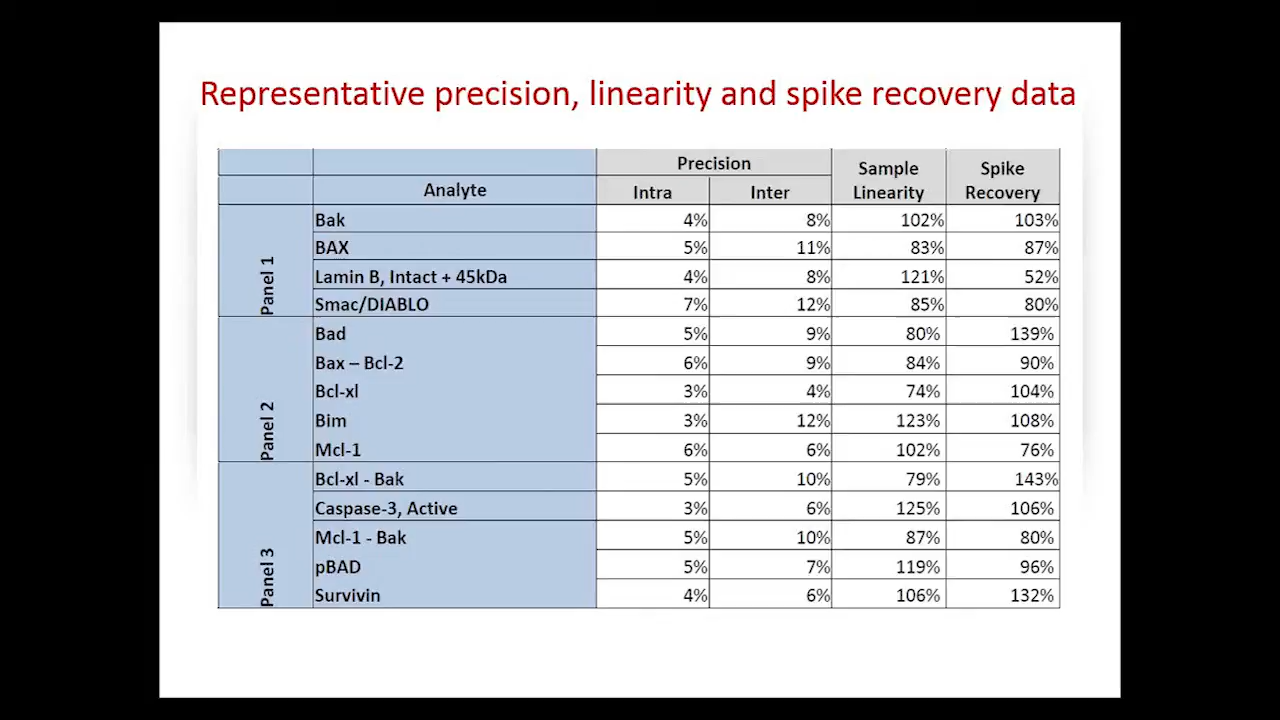 Representative precision, linearity and spike recovery data
Analyte Precision Sample Linearity Spike Recovery
Intra Inter
Panel 1
Bak 4% 8% 102% 103%
BAX 5% 11% 83% 87%
Lamin B, Intact + 45kDa 4% 8% 121% 52%
Smac/DIABLO 7% 12% 85% 80%
Panel 2
Bad 5% 9% 80% 139%
Bax – Bcl-2 6% 9% 84% 90%
Bcl-xl 3% 4% 74% 104%
Bim 3% 12% 123% 108%
Mcl-1 6% 6% 102% 76%
Panel 3
Bcl-xl - Bak 5% 10% 79% 143%
Caspase-3, Active 3% 6% 125% 106%
Mcl-1 - Bak 5% 10% 87% 80%
pBAD 5% 7% 119% 96%
Survivin 4% 6% 106% 132%